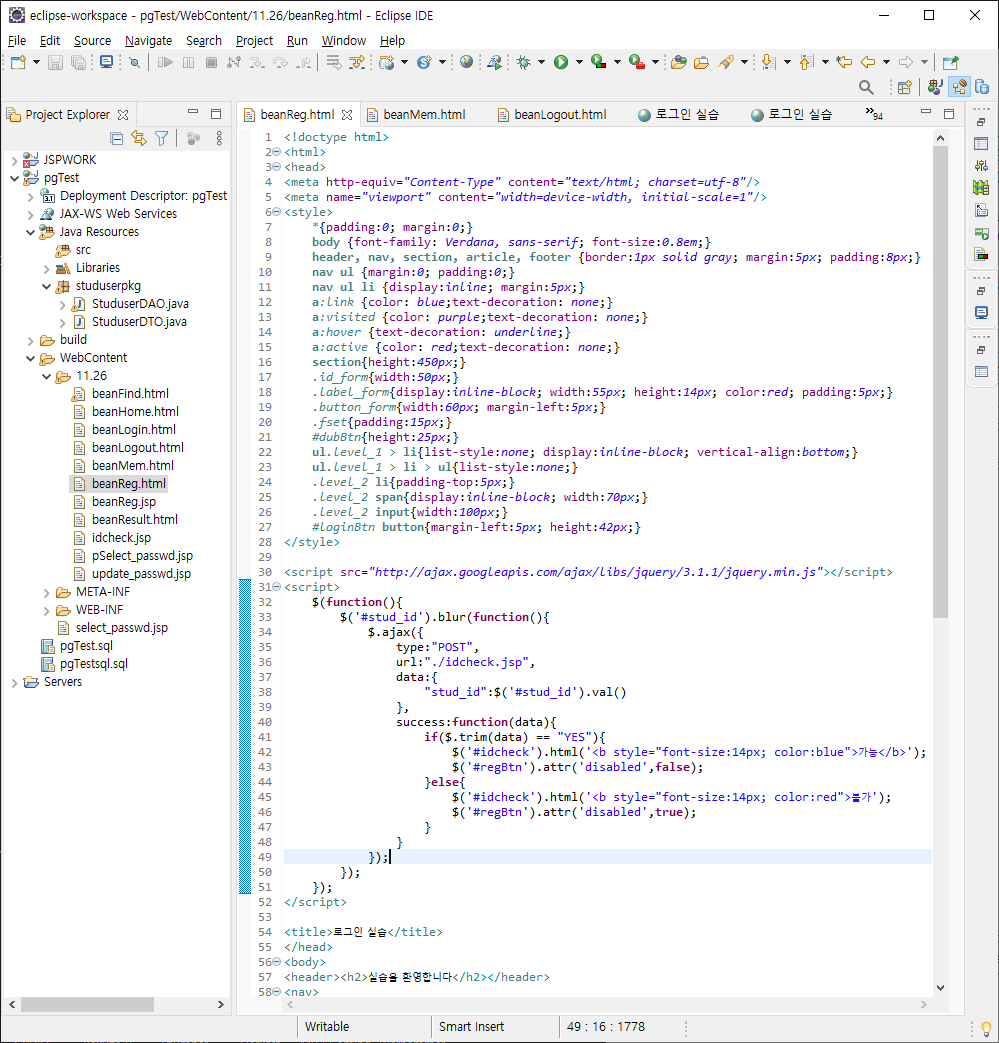 eclipse-workspace - pgTest/WebContent/11.26/beanReg.html - Eclipse IDE
File Edit Source Navigate Search Project Run Window Help
Project Explorer
JSPWORK
pgTest
Deployment Descriptor: pgTest
JAX-WS Web Services
Java Resources
src
Libraries
studuserpkg
StuduserDAO.java
StuduserDTO.java
build
WebContent
11.26
beanFind.html
beanHome.html
beanLogin.html
beanLogout.html
beanMem.html
beanReg.html
beanReg.jsp
beanResult.html
idcheck.jsp
pSelect_passwd.jsp
update_passwd.jsp
META-INF
WEB-INF
select_passwd.jsp
pgTest.sql
pgTestsql.sql
Servers
beanReg.html beanMem.html beanLogout.html 로그인 실습 로그인 실습 »94
1 <!doctype html>
2 <html>
3 <head>
4 <meta http-equiv="Content-Type" content="text/html; charset=utf-8"/>
5 <meta name="viewport" content="width=device-width, initial-scale=1"/>
6 <style>
7 *{padding:0; margin:0;}
8 body {font-family: Verdana, sans-serif; font-size:0.8em;}
9 header, nav, section, article, footer {border:1px solid gray; margin:5px; padding:8px;}
10 nav ul {margin:0; padding:0;}
11 nav ul li {display:inline; margin:5px;}
12 a:link {color: blue;text-decoration: none;}
13 a:visited {color: purple;text-decoration: none;}
14 a:hover {text-decoration: underline;}
15 a:active {color: red;text-decoration: none;}
16 section{height:450px;}
17 .id_form{width:50px;}
18 .label_form{display:inline-block; width:55px; height:14px; color:red; padding:5px;}
19 .button_form{width:60px; margin-left:5px;}
20 .fset{padding:15px;}
21 #dubBtn{height:25px;}
22 ul.level_1 > li{list-style:none; display:inline-block; vertical-align:bottom;}
23 ul.level_1 > li > ul{list-style:none;}
24 .level_2 li{padding-top:5px;}
25 .level_2 span{display:inline-block; width:70px;}
26 .level_2 input{width:100px;}
27 #loginBtn button{margin-left:5px; height:42px;}
28 </style>
29
30 <script src="http://ajax.googleapis.com/ajax/libs/jquery/3.1.1/jquery.min.js"></script>
31 <script>
32 $(function(){
33 $('#stud_id').blur(function(){
34 $.ajax({
35 type:"POST",
36 url:"./idcheck.jsp",
37 data:{
38 "stud_id":$('#stud_id').val()
39 },
40 success:function(data){
41 if($.trim(data) == "YES"){
42 $('#idcheck').html('<b style="font-size:14px; color:blue">가능</b>');
43 $('#regBtn').attr('disabled',false);
44 }else{
45 $('#idcheck').html('<b style="font-size:14px; color:red">불가');
46 $('#regBtn').attr('disabled',true);
47 }
48 }
49 });
50 });
51 });
52 </script>
53
54 <title>로그인 실습</title>
55 </head>
56 <body>
57 <header><h2>실습을 환영합니다</h2></header>
58 <nav>
Writable Smart Insert 49 : 16 : 1778